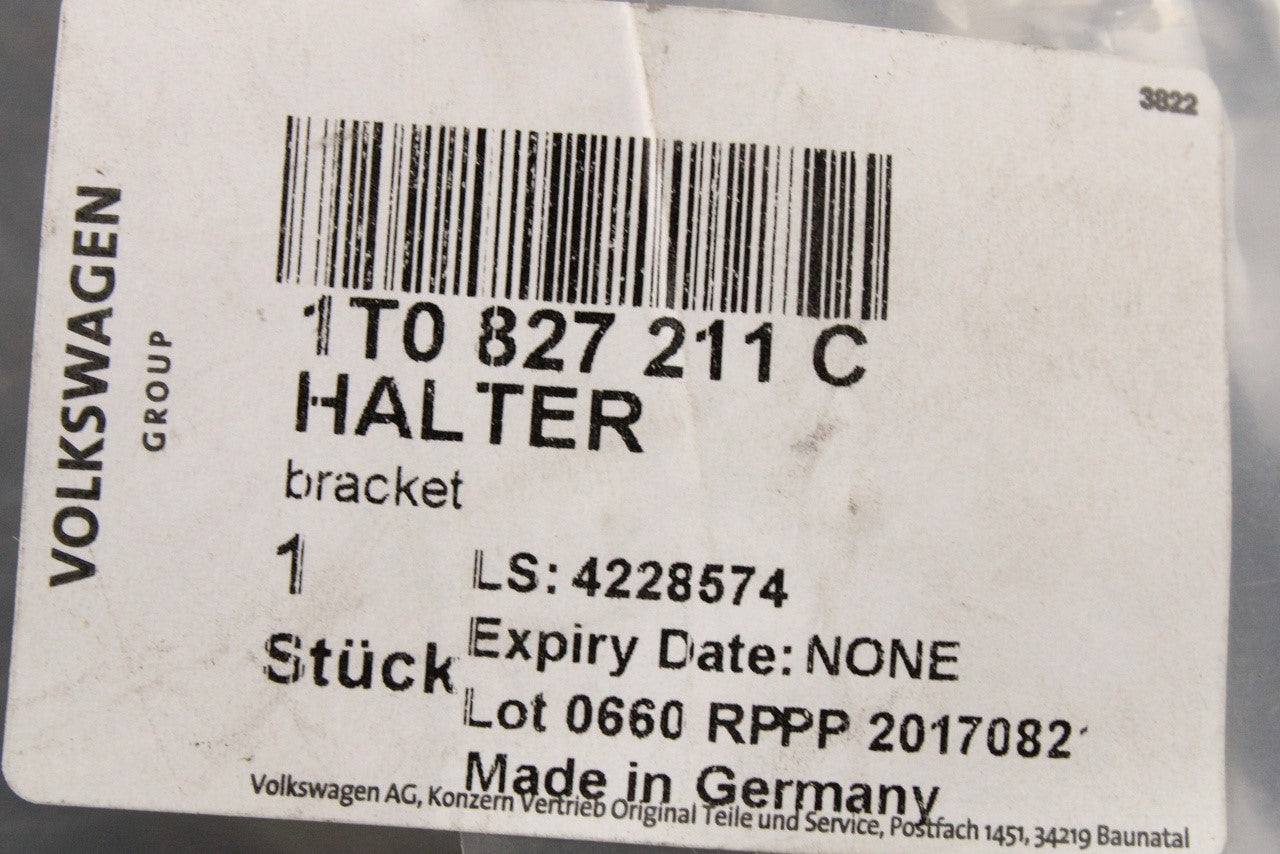 3822
VOLKSWAGEN
GROUP
1T0 827 211 C
HALTER
bracket
1
Stück
LS: 4228574
Expiry Date: NONE
Lot 0660 RPPP 2017082
Made in Germany
Volkswagen AG, Konzern Vertrieb Original Teile und Service, Postfach 1451, 34219 Baunatal